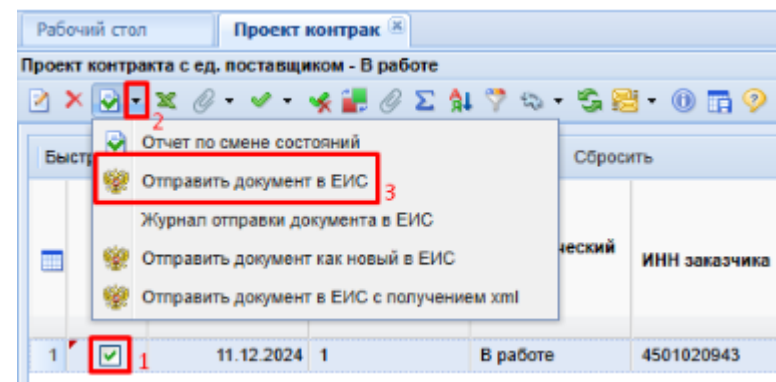 Рабочий стол Проект контрак
Проект контракта с ед. поставщиком - В работе
2
Отчет по смене состояний
Быстр Сбросить
Отправить документ в ЕИС 3
Журнал отправки документа в ЕИС
ческий ИНН заказчика
Отправить документ как новый в ЕИС
Отправить документ в ЕИС с получением xml
1 1 11.12.2024 1 В работе 4501020943